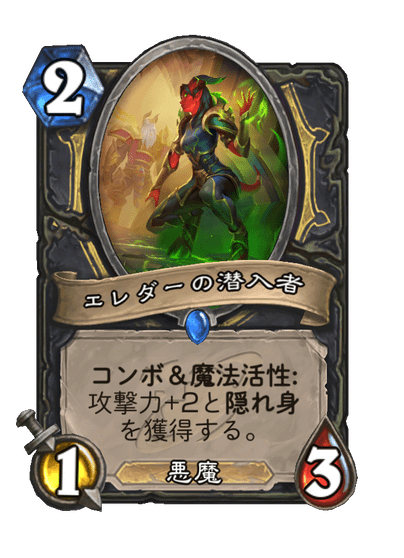 2
エレダーの潜入者
コンボ＆魔法活性:
攻撃力+2と隠れ身
を獲得する。
1
悪魔
3